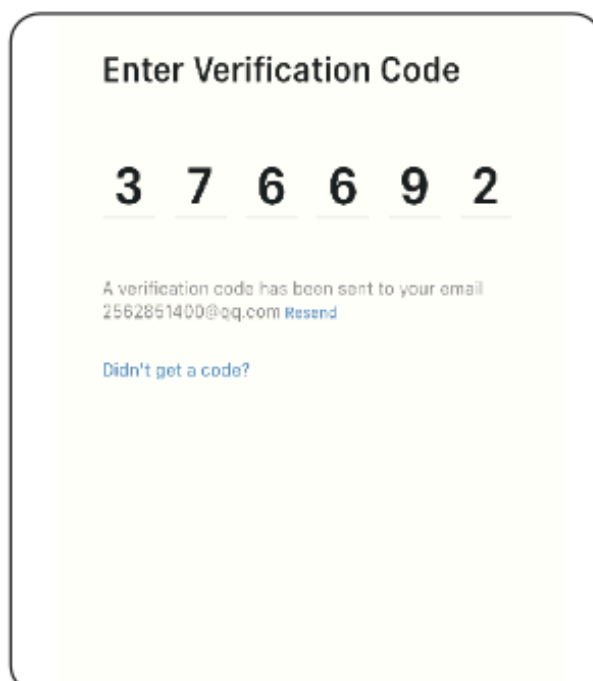 Enter Verification Code
3 7 6 6 9 2
A verification code has been sent to your email
2562851400@qq.com Resend
Didn't get a code?